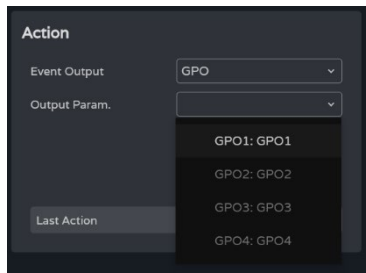 Action
Event Output GPO
Output Param.
GPO1: GPO1
GPO2: GPO2
GPO3: GPO3
Last Action
GPO4: GPO4